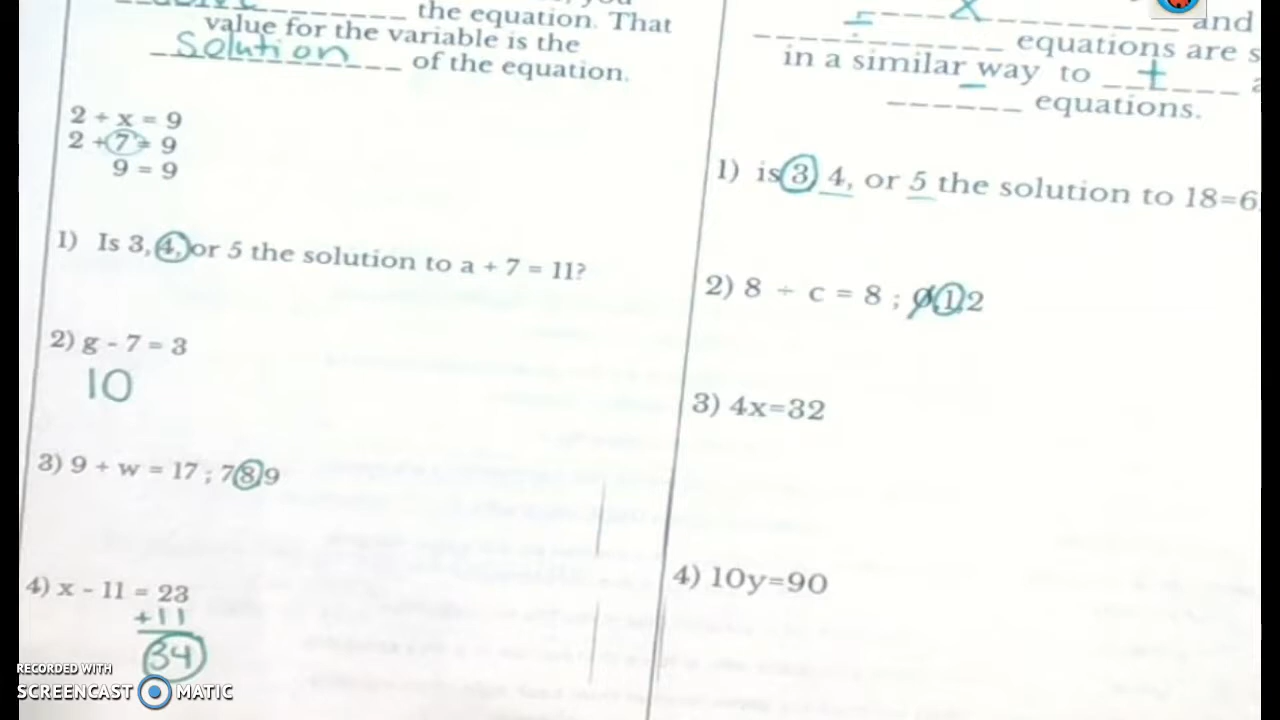 the equation. That
value for the variable is the
Solution of the equation.
2 + x = 9
2 + 7 = 9
9 = 9
1) Is 3, 4, or 5 the solution to a + 7 = 11?
2) g - 7 = 3
10
3) 9 + w = 17 ; 7 8, 9
4) x - 11 = 23
+11
34
÷ x and
equations are s
in a similar way to +
- equations.
1) is 3, 4, or 5 the solution to 18=6
2) 8 ÷ c = 8 ; 0 1, 2
3) 4x=32
4) 10y=90
RECORDED WITH
SCREENCAST MATIC